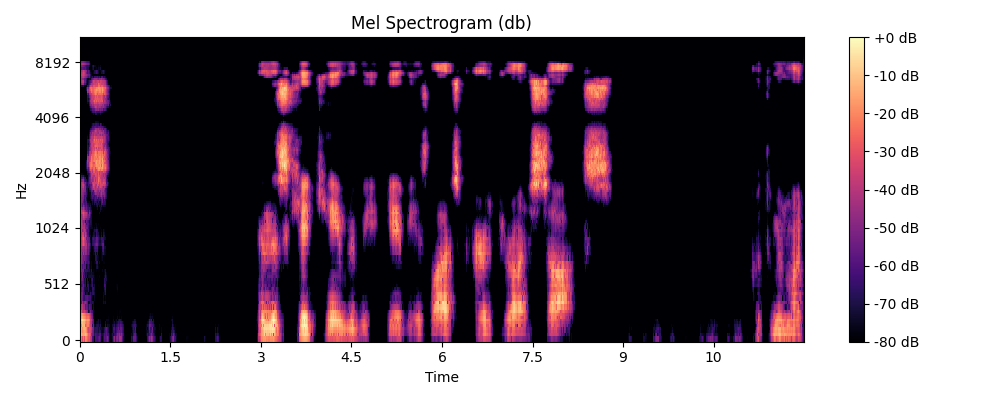 Mel Spectrogram (db)
8192
4096
2048
1024
512
0
Hz
0 1.5 3 4.5 6 7.5 9 10
Time
+0 dB
-10 dB
-20 dB
-30 dB
-40 dB
-50 dB
-60 dB
-70 dB
-80 dB